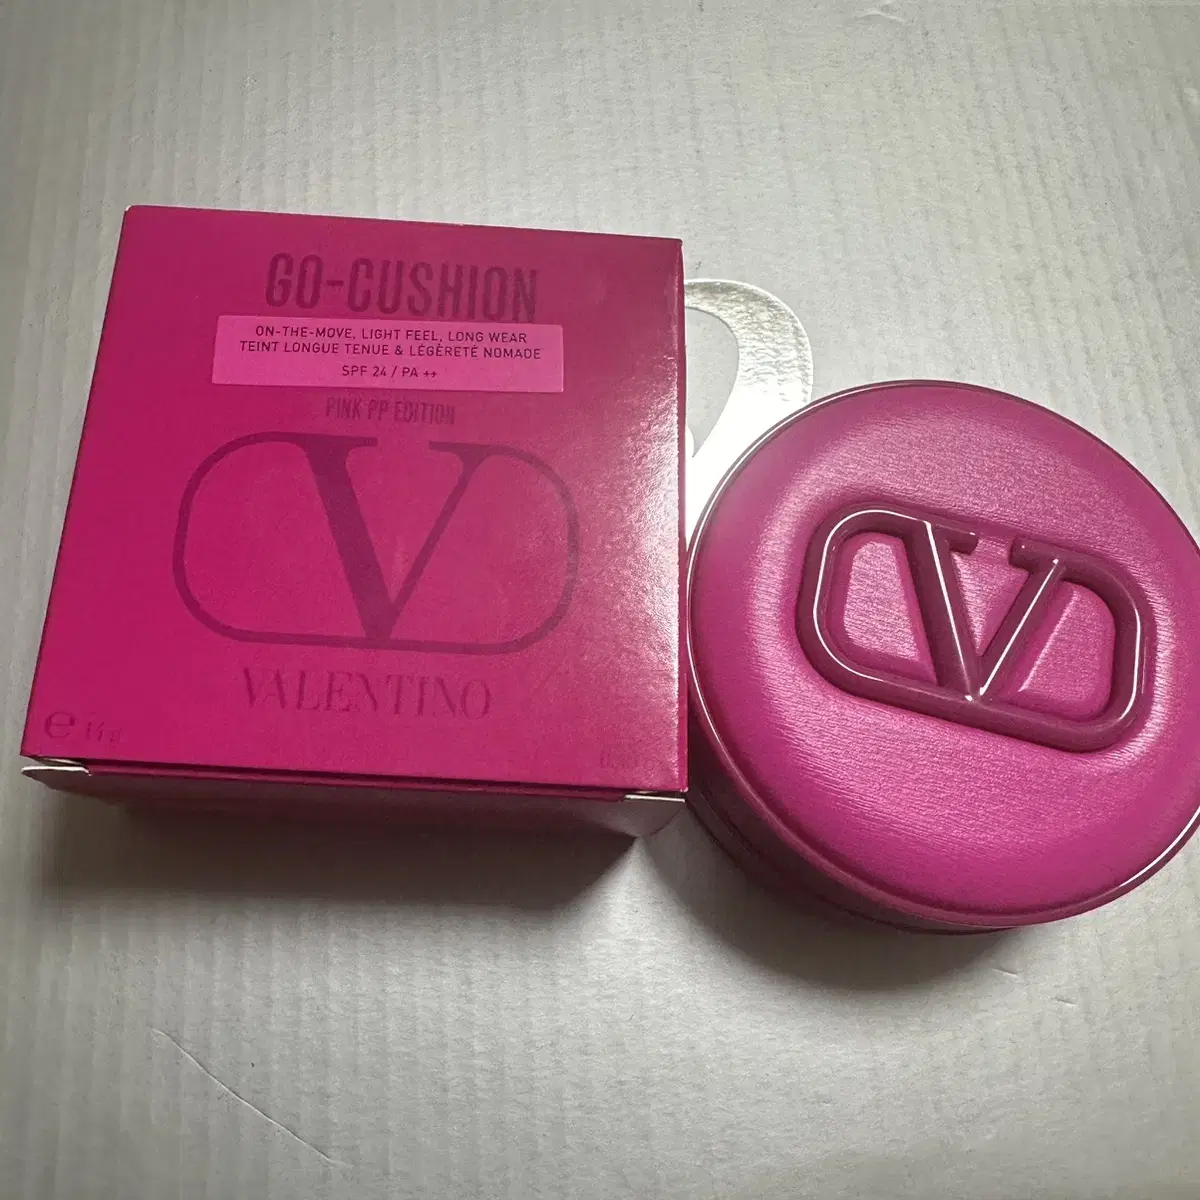 GO-CUSHION
ON-THE-MOVE, LIGHT FEEL, LONG WEAR
TEINT LONGUE TENUE & LÉGÈRETÉ NOMADE
SPF 24 / PA ++
PINK PP EDITION
V
VALENTINO
e 14 g
V